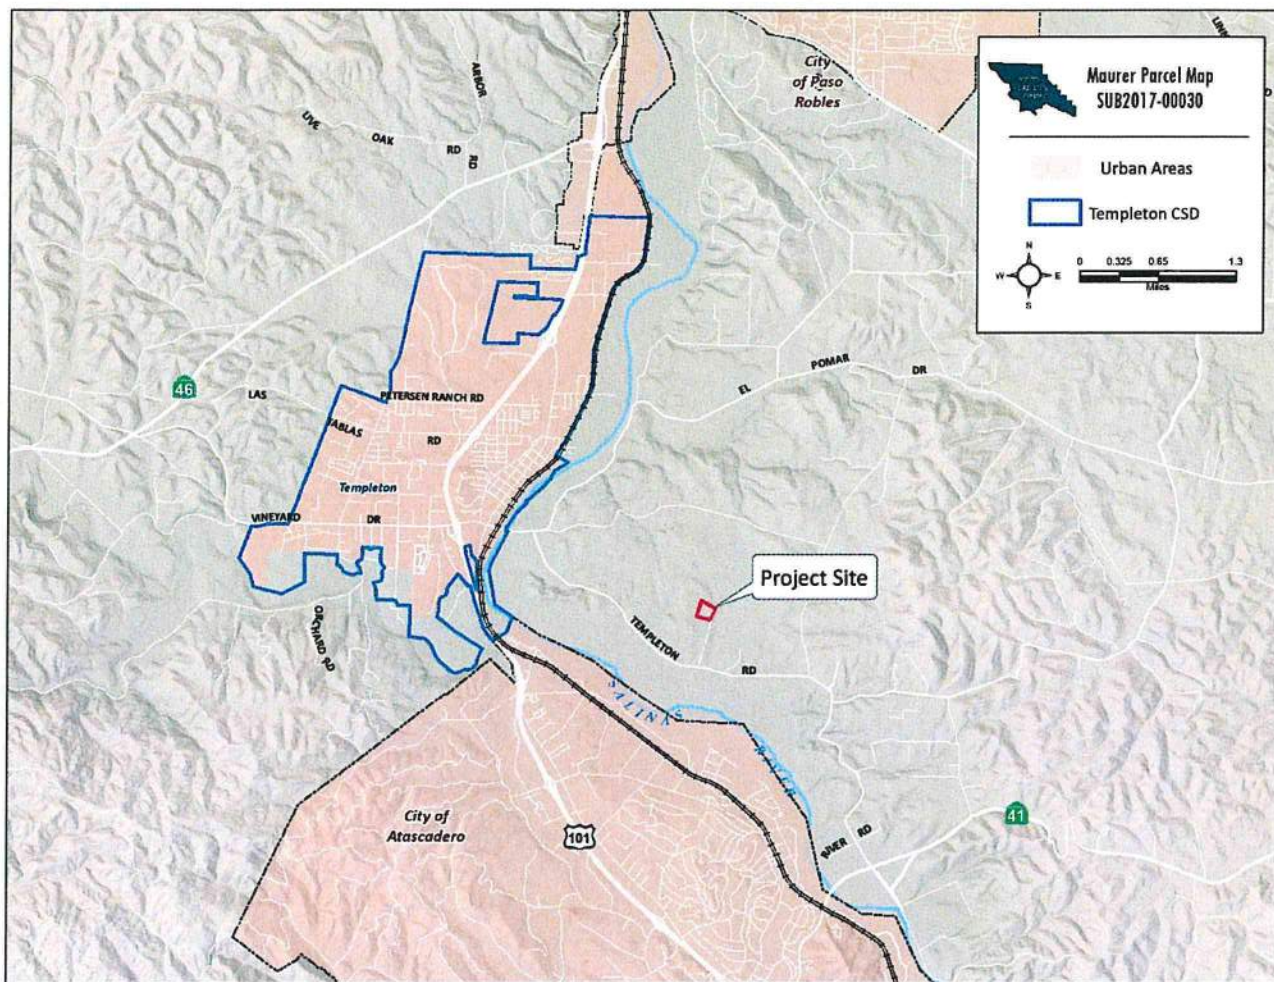 City
of Paso
Robles
Maurer Parcel Map
SUB2017-00030
Urban Areas
Templeton CSD
N
W
E
S
0 0.325 0.65 1.3
Miles
ARBOR
RD
LIVE
OAK
RD
46
LAS
TABLAS
RD
PETERSEN RANCH RD
EL
POMAR
DR
Templeton
VINEYARD
DR
Project Site
ORCHARD RD
TEMPLETON
RD
SALINAS
RIVER
City of
Atascadero
101
RIVER RD
41